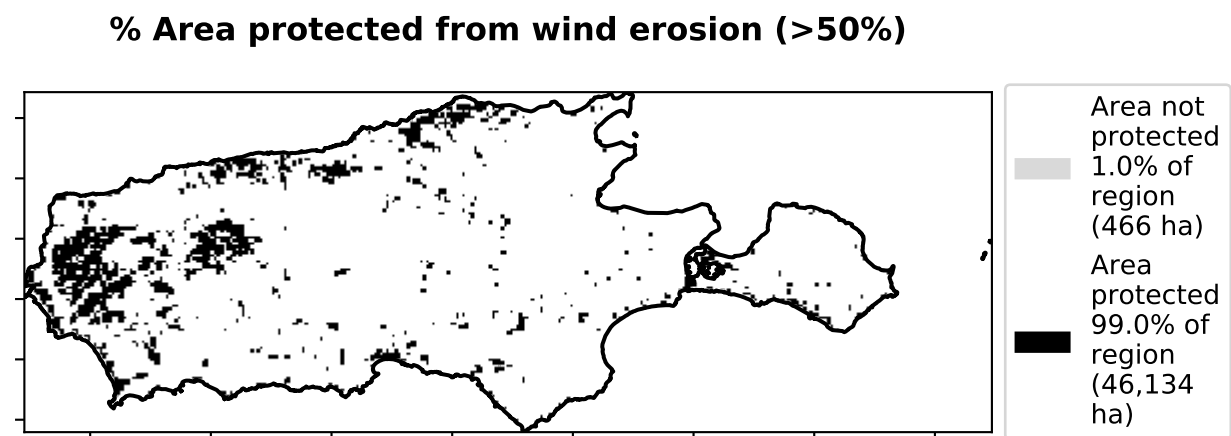 % Area protected from wind erosion (>50%)
Area not
protected
1.0% of
region
(466 ha)
Area
protected
99.0% of
region
(46,134
ha)